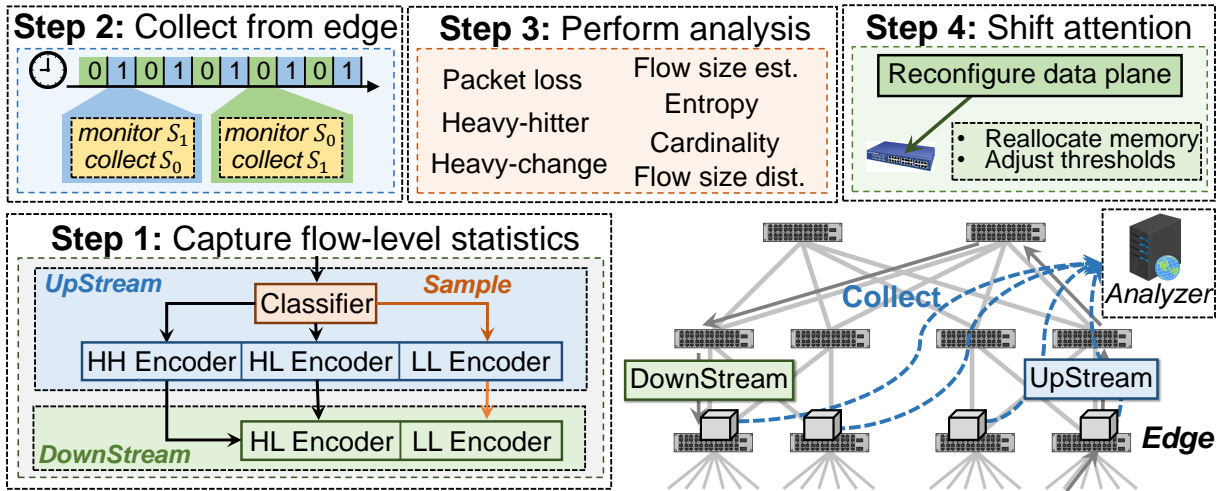 Step 2: Collect from edge
0 1 0 1 0 1 0 1 0 1
monitor S₁
collect S₀
monitor S₀
collect S₁
Step 3: Perform analysis
Packet loss
Heavy-hitter
Heavy-change
Flow size est.
Entropy
Cardinality
Flow size dist.
Step 4: Shift attention
Reconfigure data plane
• Reallocate memory
• Adjust thresholds
Step 1: Capture flow-level statistics
UpStream
Sample
Classifier
HH Encoder
HL Encoder
LL Encoder
HL Encoder
LL Encoder
DownStream
Collect
Analyzer
DownStream
UpStream
Edge